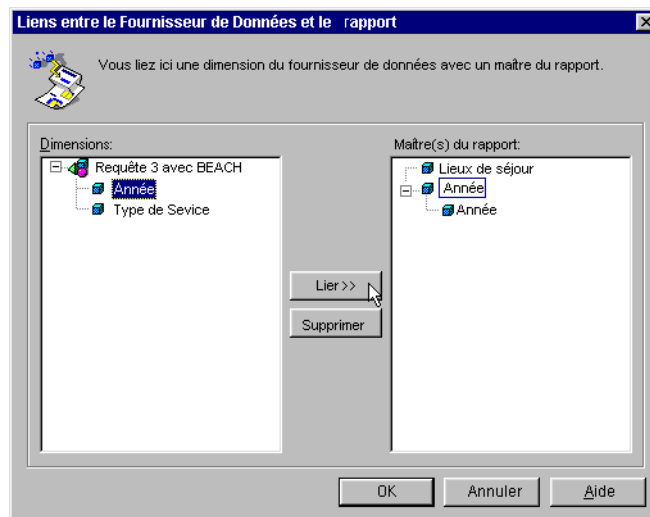 Liens entre le Fournisseur de Données et le rapport
Vous liez ici une dimension du fournisseur de données avec un maître du rapport.
Dimensions:
Requête 3 avec BEACH
Année
Type de Sevice
Maître(s) du rapport:
Lieux de séjour
Année
Année
Lier >>
Supprimer
OK
Annuler
Aide